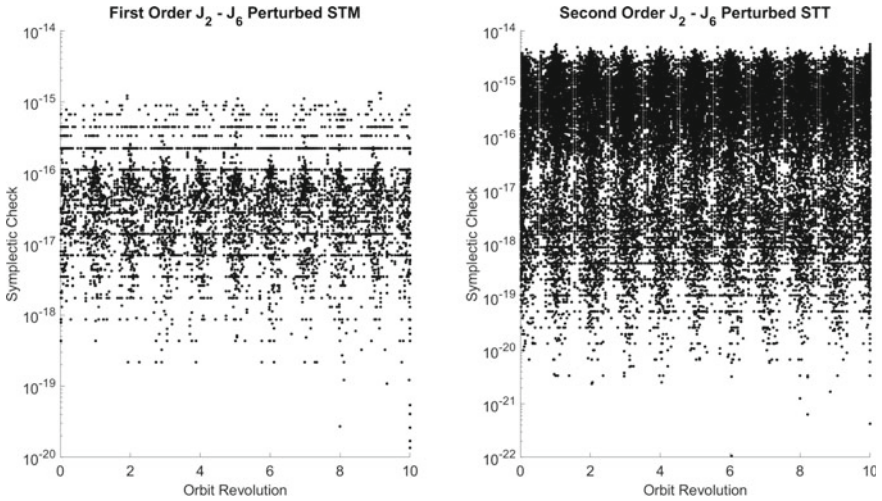 First Order J2 - J6 Perturbed STM
10^-14
10^-15
10^-16
10^-17
10^-18
10^-19
10^-20
Symplectic Check
0 2 4 6 8 10
Orbit Revolution
Second Order J2 - J6 Perturbed STT
10^-14
10^-15
10^-16
10^-17
10^-18
10^-19
10^-20
10^-21
10^-22
Symplectic Check
0 2 4 6 8 10
Orbit Revolution